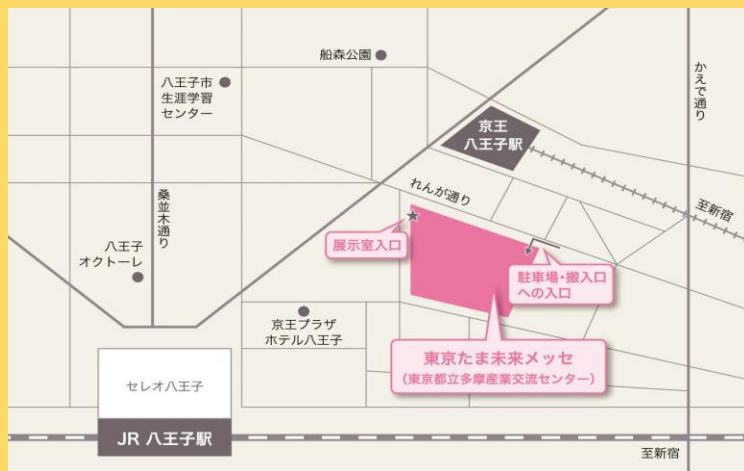 船森公園
八王子市
生涯学習
センター
かえで通り
京王
八王子駅
れんが通り
桑並木通り
至新宿
展示室入口
八王子
オクトーレ
駐車場・搬入口
への入口
京王プラザ
ホテル八王子
東京たま未来メッセ
（東京都立多摩産業交流センター）
セレオ八王子
JR 八王子駅
至新宿